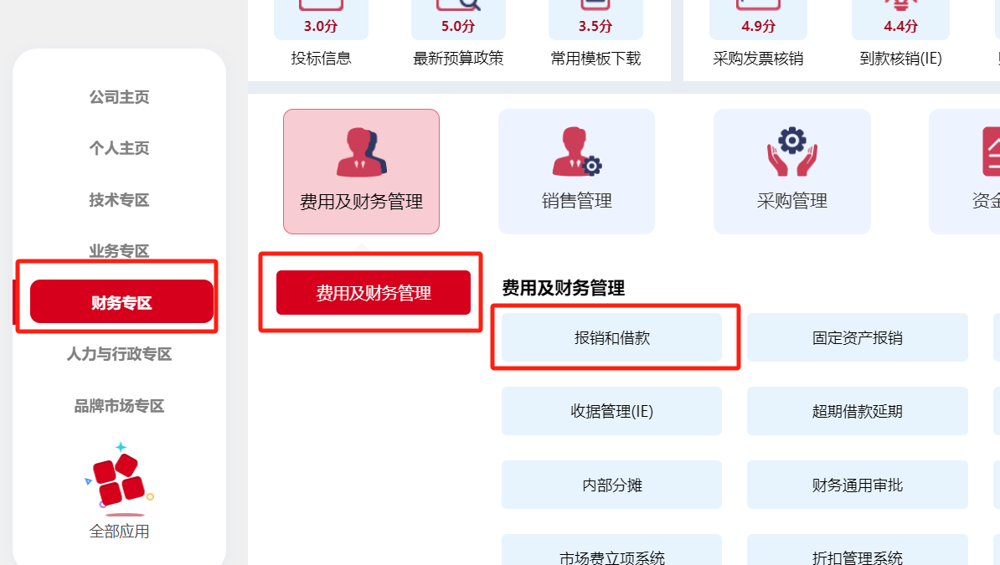 3.0分
5.0分
3.5分
4.9分
4.4分
投标信息
最新预算政策
常用模板下载
采购发票核销
到款核销(IE)
公司主页
个人主页
技术专区
业务专区
财务专区
人力与行政专区
品牌市场专区
全部应用
费用及财务管理
销售管理
采购管理
资金
费用及财务管理
费用及财务管理
报销和借款
固定资产报销
收据管理(IE)
超期借款延期
内部分摊
财务通用审批
市场费立项系统
折扣管理系统